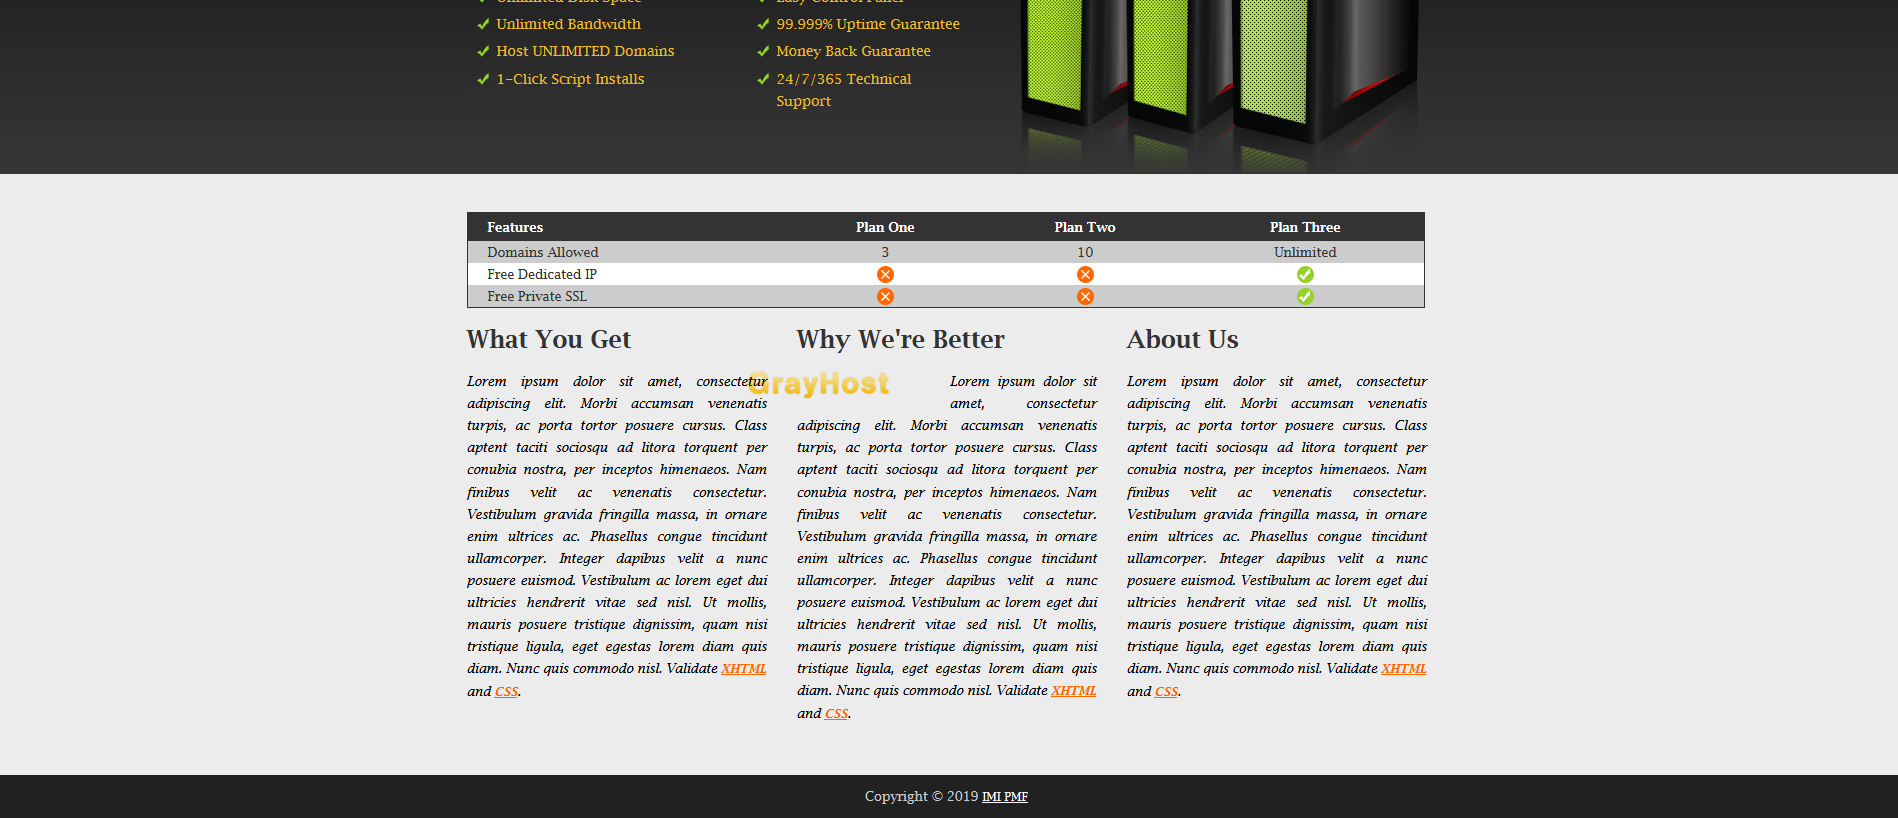 Unlimited Disk Space
Easy Control Panel
Unlimited Bandwidth
99.999% Uptime Guarantee
Host UNLIMITED Domains
Money Back Guarantee
1-Click Script Installs
24/7/365 Technical
Support
Features Plan One Plan Two Plan Three
Domains Allowed 3 10 Unlimited
Free Dedicated IP
Free Private SSL
What You Get
Lorem ipsum dolor sit amet, consectetur
adipiscing elit. Morbi accumsan venenatis
turpis, ac porta tortor posuere cursus. Class
aptent taciti sociosqu ad litora torquent per
conubia nostra, per inceptos himenaeos. Nam
finibus velit ac venenatis consectetur.
Vestibulum gravida fringilla massa, in ornare
enim ultrices ac. Phasellus congue tincidunt
ullamcorper. Integer dapibus velit a nunc
posuere euismod. Vestibulum ac lorem eget dui
ultricies hendrerit vitae sed nisl. Ut mollis,
mauris posuere tristique dignissim, quam nisi
tristique ligula, eget egestas lorem diam quis
diam. Nunc quis commodo nisl. Validate XHTML
and CSS.
Why We're Better
GrayHost
Lorem ipsum dolor sit
amet, consectetur
adipiscing elit. Morbi accumsan venenatis
turpis, ac porta tortor posuere cursus. Class
aptent taciti sociosqu ad litora torquent per
conubia nostra, per inceptos himenaeos. Nam
finibus velit ac venenatis consectetur.
Vestibulum gravida fringilla massa, in ornare
enim ultrices ac. Phasellus congue tincidunt
ullamcorper. Integer dapibus velit a nunc
posuere euismod. Vestibulum ac lorem eget dui
ultricies hendrerit vitae sed nisl. Ut mollis,
mauris posuere tristique dignissim, quam nisi
tristique ligula, eget egestas lorem diam quis
diam. Nunc quis commodo nisl. Validate XHTML
and CSS.
About Us
Lorem ipsum dolor sit amet, consectetur
adipiscing elit. Morbi accumsan venenatis
turpis, ac porta tortor posuere cursus. Class
aptent taciti sociosqu ad litora torquent per
conubia nostra, per inceptos himenaeos. Nam
finibus velit ac venenatis consectetur.
Vestibulum gravida fringilla massa, in ornare
enim ultrices ac. Phasellus congue tincidunt
ullamcorper. Integer dapibus velit a nunc
posuere euismod. Vestibulum ac lorem eget dui
ultricies hendrerit vitae sed nisl. Ut mollis,
mauris posuere tristique dignissim, quam nisi
tristique ligula, eget egestas lorem diam quis
diam. Nunc quis commodo nisl. Validate XHTML
and CSS.
Copyright © 2019 IMI PMF